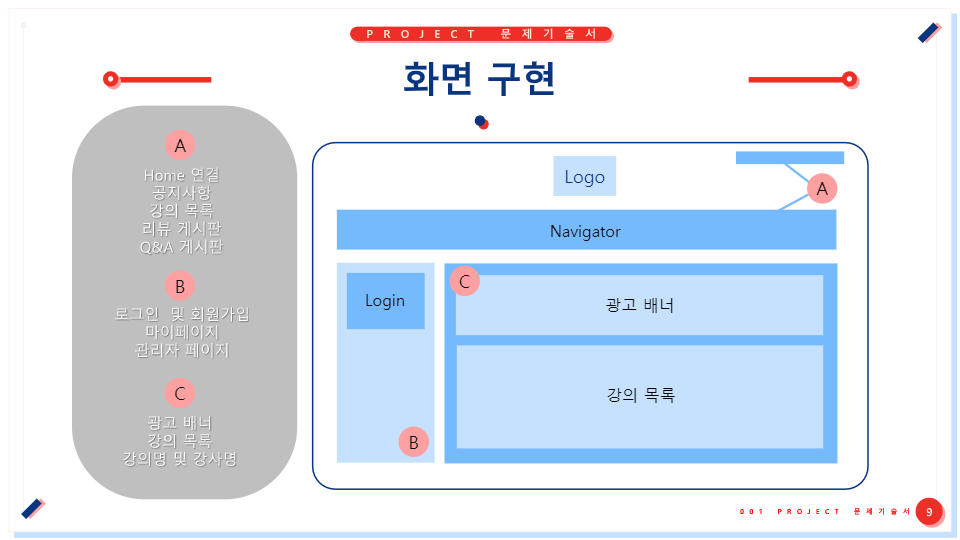 PROJECT 문제기술서
화면 구현
A
Home 연결
공지사항
강의 목록
리뷰 게시판
Q&A 게시판
B
로그인 및 회원가입
마이페이지
관리자 페이지
C
광고 배너
강의 목록
강의명 및 강사명
Logo
A
Navigator
Login
B
C
광고 배너
강의 목록
001 PROJECT 문제기술서
9